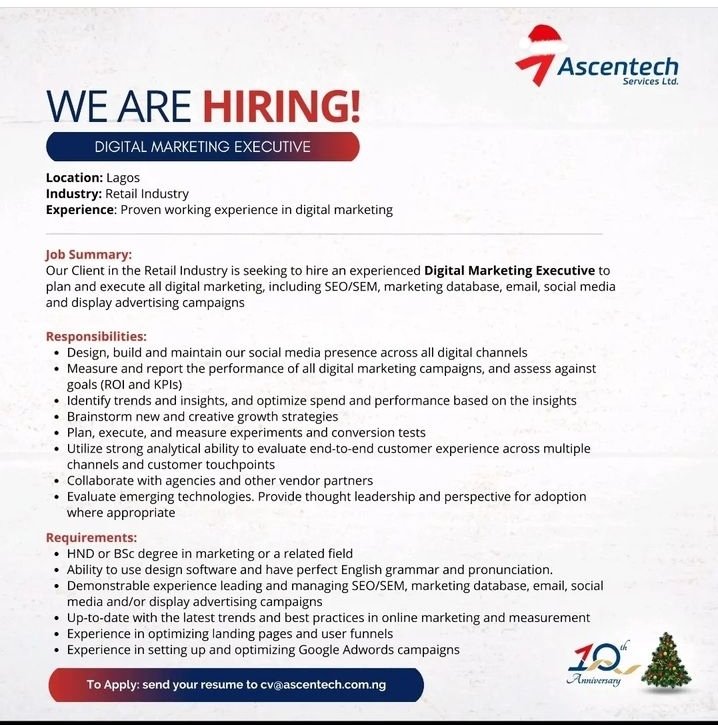 Ascentech
Services Ltd.
WE ARE HIRING!
DIGITAL MARKETING EXECUTIVE
Location: Lagos
Industry: Retail Industry
Experience: Proven working experience in digital marketing
Job Summary:
Our Client in the Retail Industry is seeking to hire an experienced Digital Marketing Executive to
plan and execute all digital marketing, including SEO/SEM, marketing database, email, social media
and display advertising campaigns
Responsibilities:
• Design, build and maintain our social media presence across all digital channels
• Measure and report the performance of all digital marketing campaigns, and assess against
goals (ROI and KPIs)
• Identify trends and insights, and optimize spend and performance based on the insights
• Brainstorm new and creative growth strategies
• Plan, execute, and measure experiments and conversion tests
• Utilize strong analytical ability to evaluate end-to-end customer experience across multiple
channels and customer touchpoints
• Collaborate with agencies and other vendor partners
• Evaluate emerging technologies. Provide thought leadership and perspective for adoption
where appropriate
Requirements:
• HND or BSc degree in marketing or a related field
• Ability to use design software and have perfect English grammar and pronunciation.
• Demonstrable experience leading and managing SEO/SEM, marketing database, email, social
media and/or display advertising campaigns
• Up-to-date with the latest trends and best practices in online marketing and measurement
• Experience in optimizing landing pages and user funnels
• Experience in setting up and optimizing Google Adwords campaigns
10th
Anniversary
To Apply: send your resume to cv@ascentech.com.ng